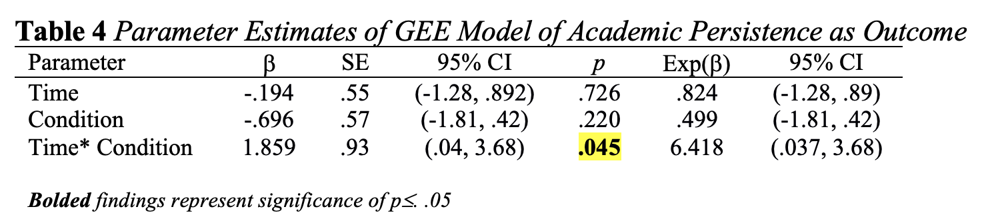 Table 4 Parameter Estimates of GEE Model of Academic Persistence as Outcome
Parameter β SE 95% CI p Exp(β) 95% CI
Time -.194 .55 (-1.28, .892) .726 .824 (-1.28, .89)
Condition -.696 .57 (-1.81, .42) .220 .499 (-1.81, .42)
Time* Condition 1.859 .93 (.04, 3.68) .045 6.418 (.037, 3.68)
Bolded findings represent significance of p≤. .05